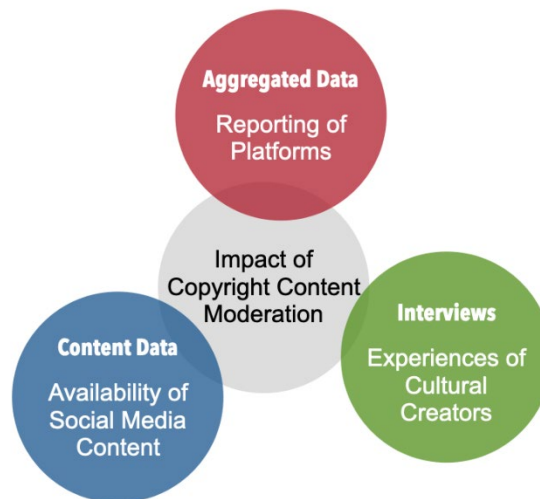 Aggregated Data
Reporting of
Platforms
Impact of
Copyright Content
Moderation
Interviews
Experiences of
Cultural
Creators
Content Data
Availability of
Social Media
Content